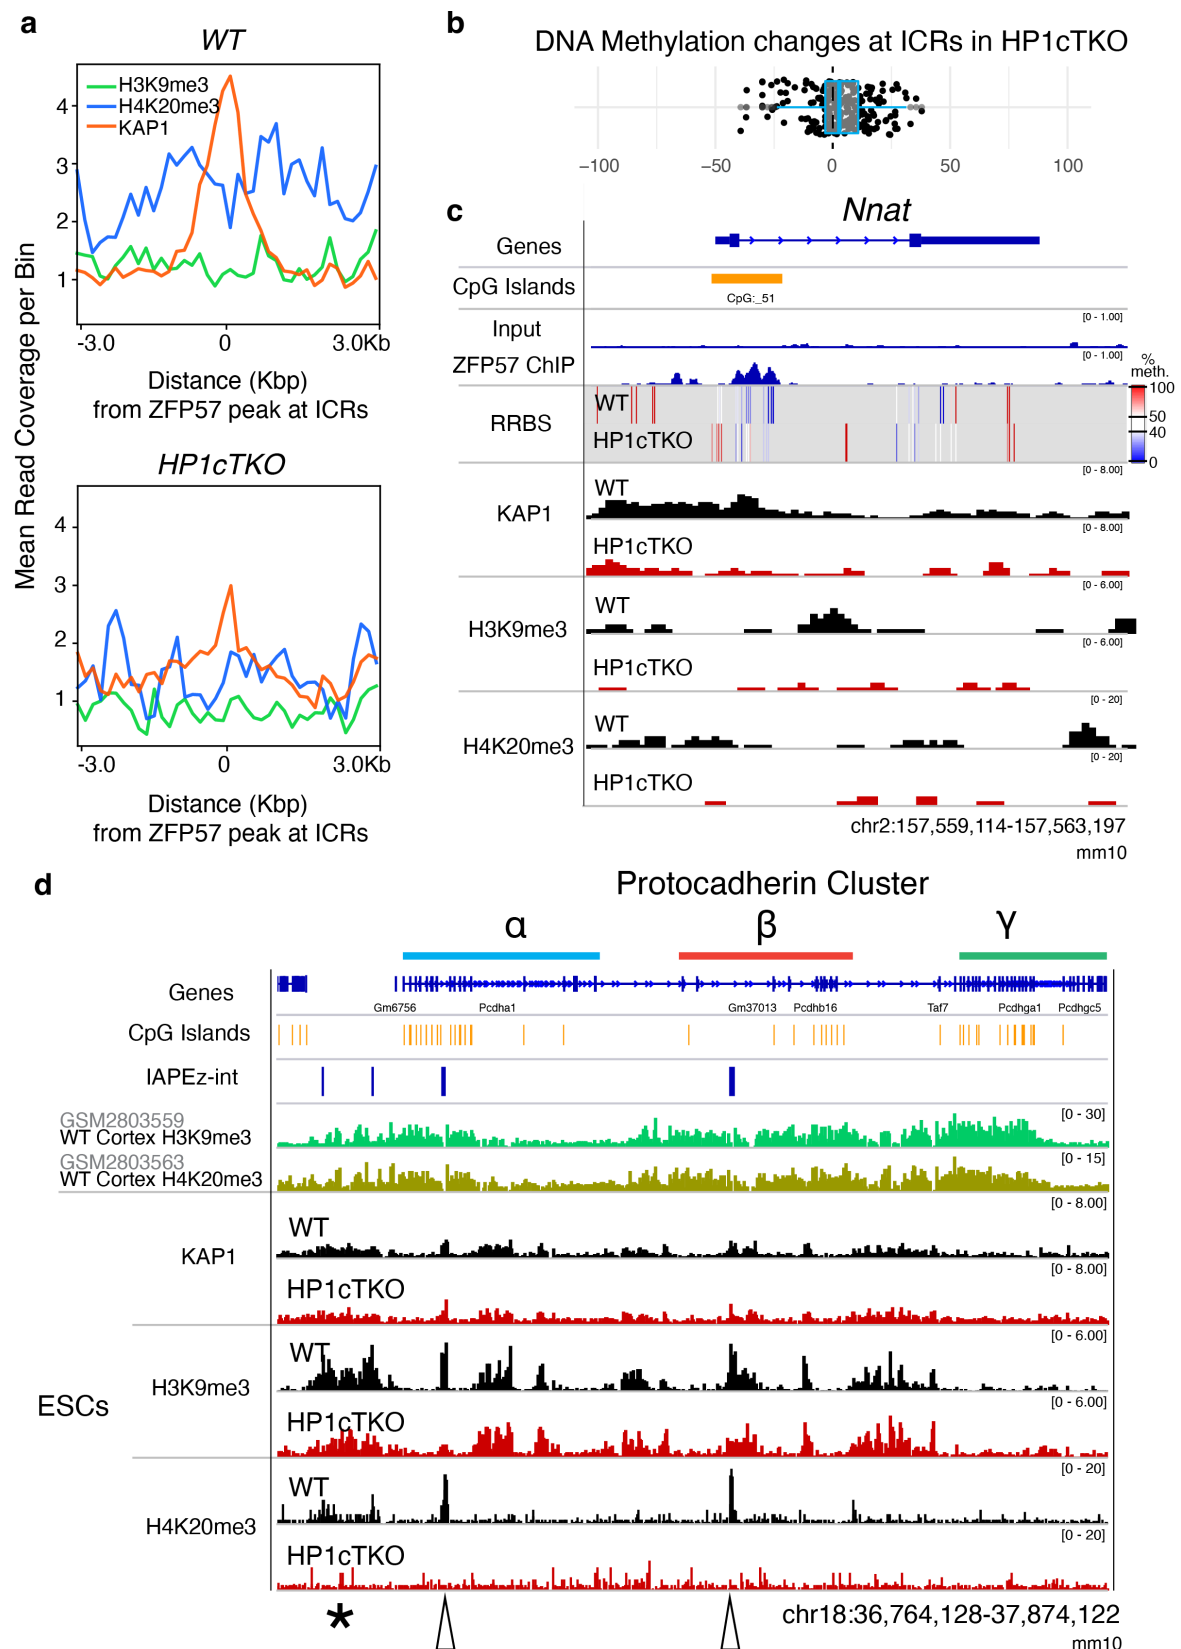 a
WT
H3K9me3
H4K20me3
KAP1
4
3
2
1
-3.0
0
3.0Kb
Distance (Kbp)
from ZFP57 peak at ICRs
HP1cTKO
4
3
2
1
-3.0
0
3.0Kb
Distance (Kbp)
from ZFP57 peak at ICRs
Mean Read Coverage per Bin
b
DNA Methylation changes at ICRs in HP1cTKO
−100
−50
0
50
100
c
Nnat
Genes
CpG Islands
CpG:_51
Input
[0 - 1.00]
ZFP57 ChIP
[0 - 1.00]
RRBS
WT
HP1cTKO
%
meth.
100
50
40
0
KAP1
WT
[0 - 8.00]
HP1cTKO
[0 - 8.00]
H3K9me3
WT
[0 - 6.00]
HP1cTKO
[0 - 6.00]
H4K20me3
WT
[0 - 20]
HP1cTKO
[0 - 20]
chr2:157,559,114-157,563,197
mm10
d
Protocadherin Cluster
α
β
γ
Genes
Gm6756
Pcdha1
Gm37013
Pcdhb16
Taf7
Pcdhga1
Pcdhgc5
CpG Islands
IAPEz-int
GSM2803559
WT Cortex H3K9me3
[0 - 30]
GSM2803563
WT Cortex H4K20me3
[0 - 15]
ESCs
KAP1
WT
[0 - 8.00]
HP1cTKO
[0 - 8.00]
H3K9me3
WT
[0 - 6.00]
HP1cTKO
[0 - 6.00]
H4K20me3
WT
[0 - 20]
HP1cTKO
[0 - 20]
*
chr18:36,764,128-37,874,122
mm10